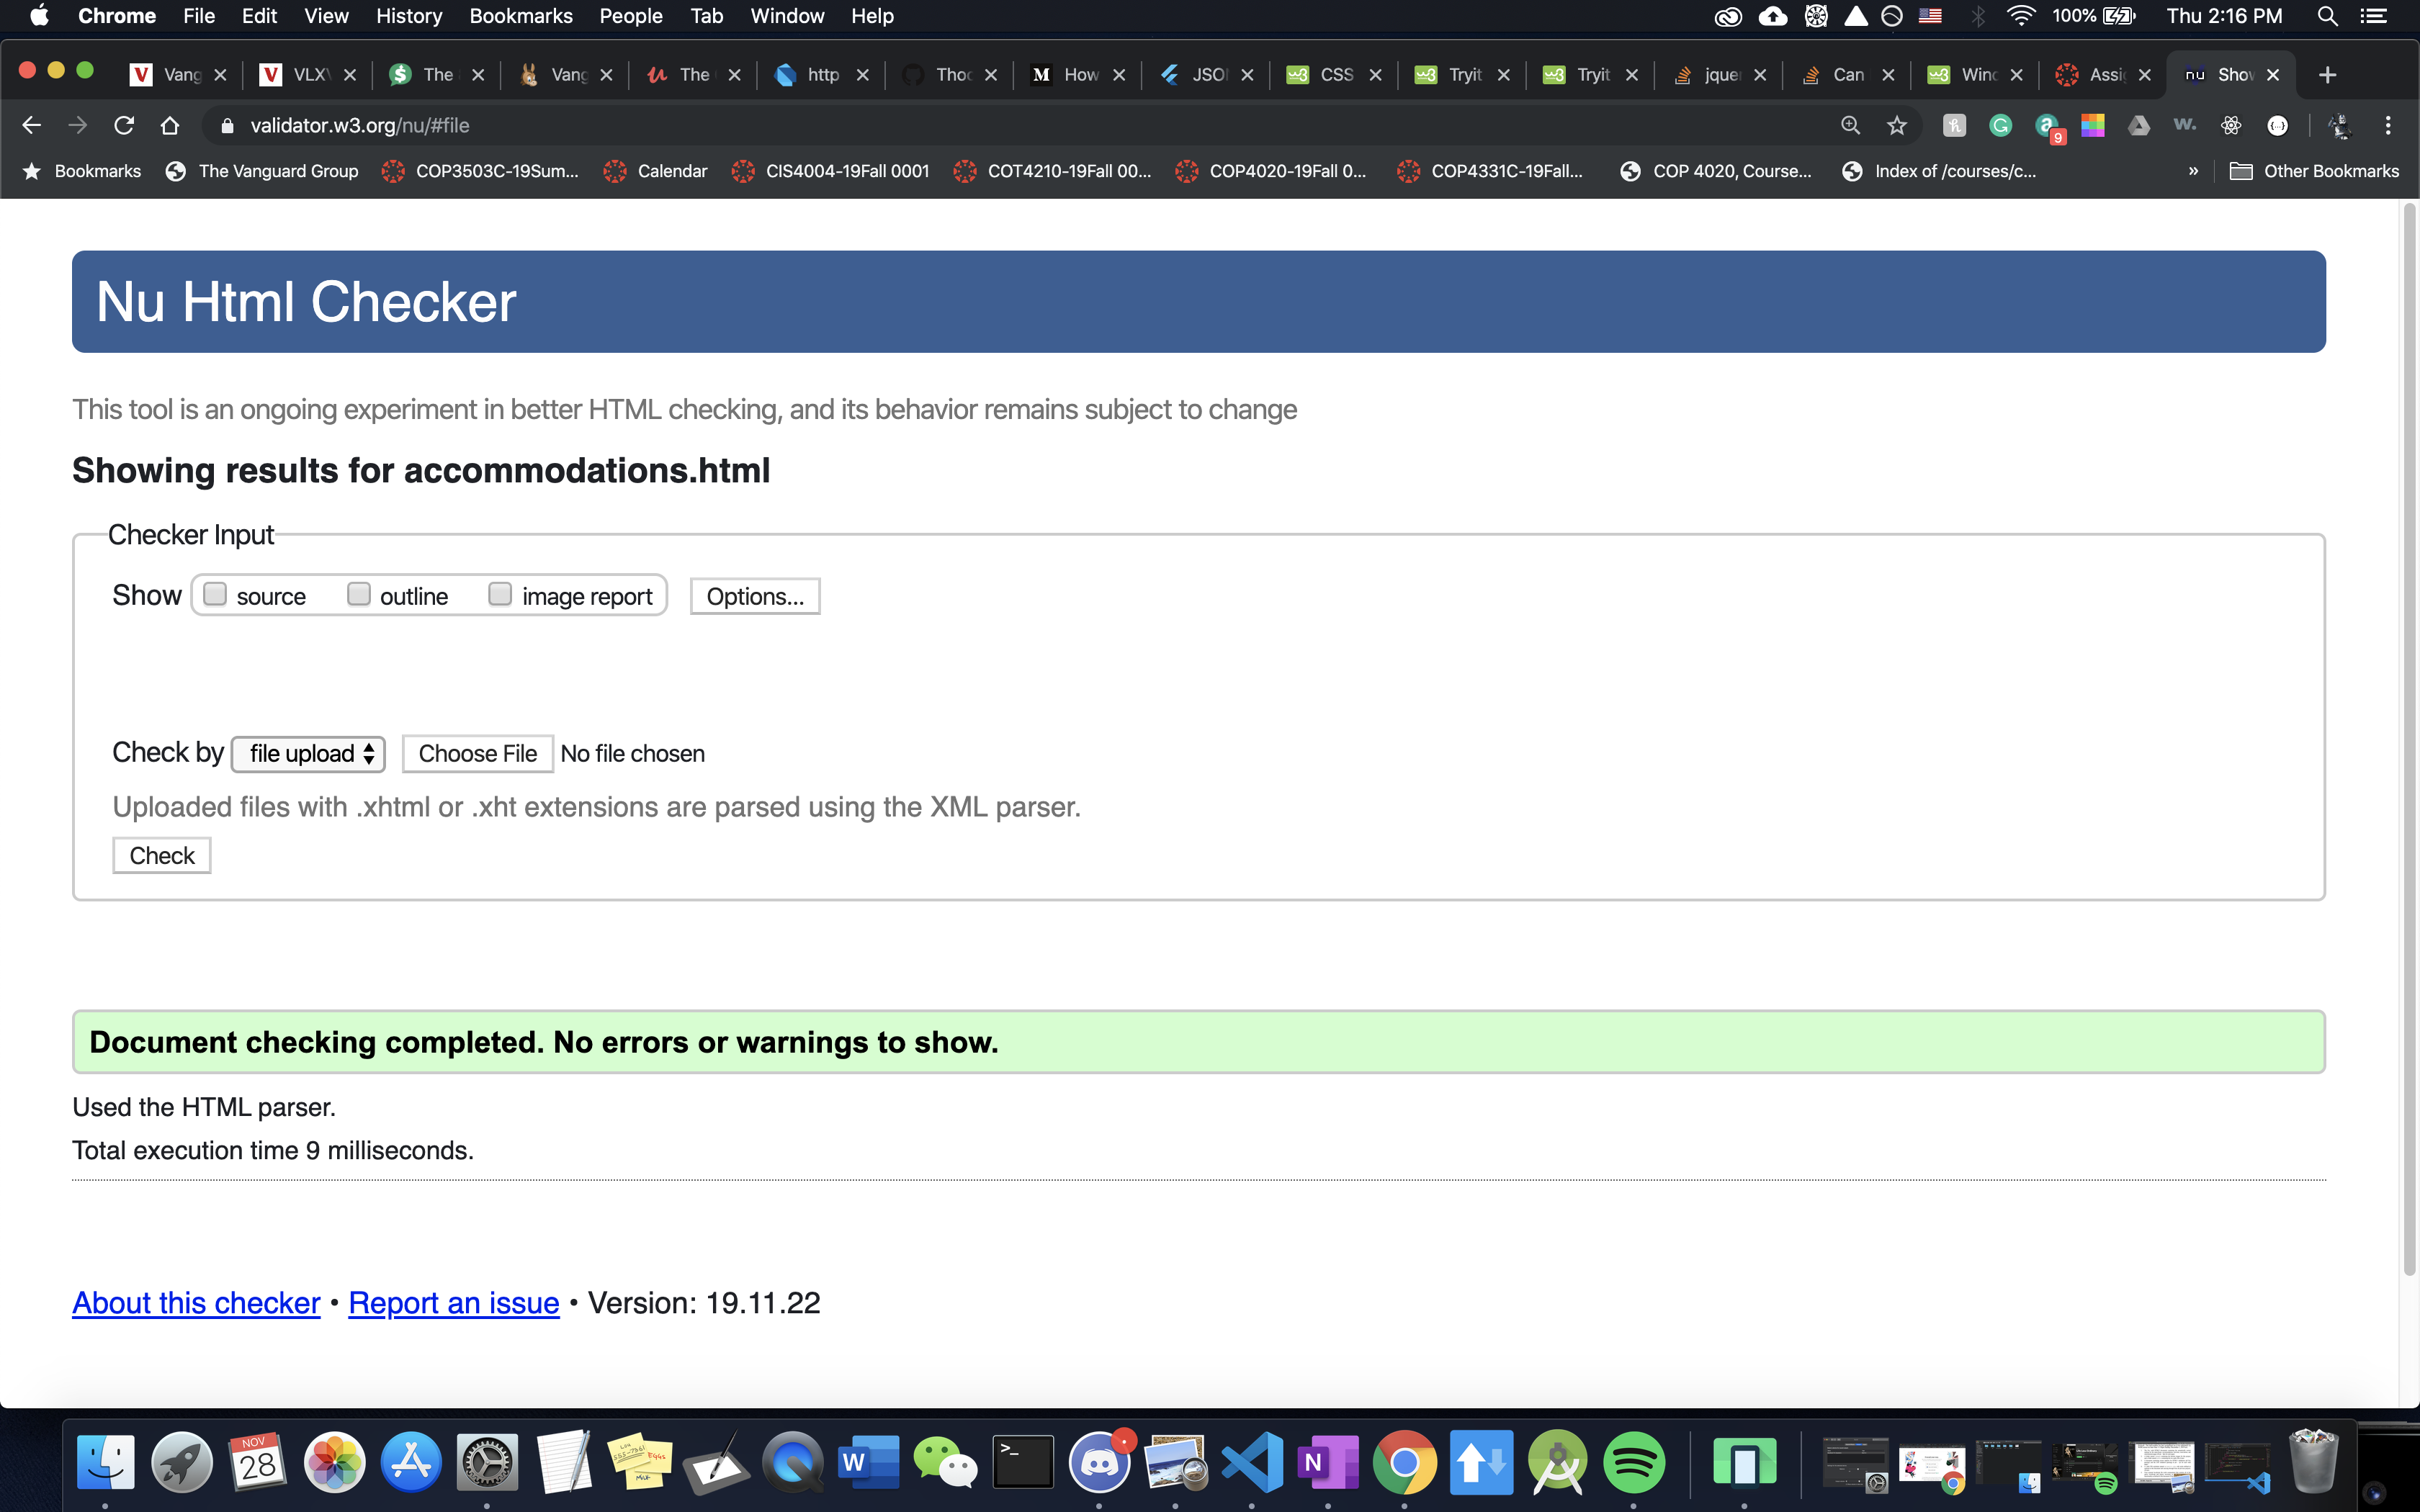 Chrome File Edit View History Bookmarks People Tab Window Help 100% Thu 2:16 PM
Vang VLXV The Vang The http Thoc M How JSO CSS Tryit Tryit jque Can Winc Assi nu Show
validator.w3.org/nu/#file 9
Bookmarks The Vanguard Group COP3503C-19Sum... Calendar CIS4004-19Fall 0001 COT4210-19Fall 00... COP4020-19Fall 0... COP4331C-19Fall... COP 4020, Course... Index of /courses/c... » Other Bookmarks
Nu Html Checker
This tool is an ongoing experiment in better HTML checking, and its behavior remains subject to change
Showing results for accommodations.html
Checker Input
Show source outline image report Options...
Check by file upload Choose File No file chosen
Uploaded files with .xhtml or .xht extensions are parsed using the XML parser.
Check
Document checking completed. No errors or warnings to show.
Used the HTML parser.
Total execution time 9 milliseconds.
About this checker • Report an issue • Version: 19.11.22
NOV
28